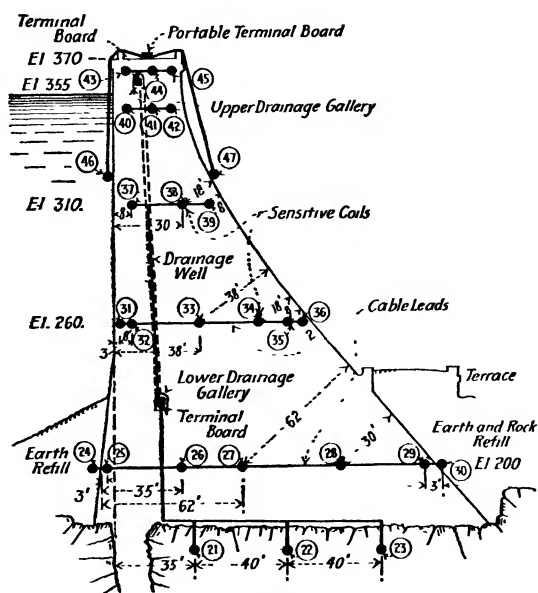 Terminal Board
Portable Terminal Board
El 370
43
45
El 355
44
Upper Drainage Gallery
40
41
42
46
47
37
38
18'
8'
El 310.
8'
30
39
Sensitive Coils
Drainage Well
38'
31
33
34
18'
36
Cable Leads
El. 260.
8'
32
35
2'
3'
38'
Lower Drainage Gallery
Terrace
Terminal Board
62'
30'
Earth and Rock Refill
Earth Refill
24
25
26
27
28
29
30
El 200
3'
35'
3'
62'
21
22
23
35'
40'
40'